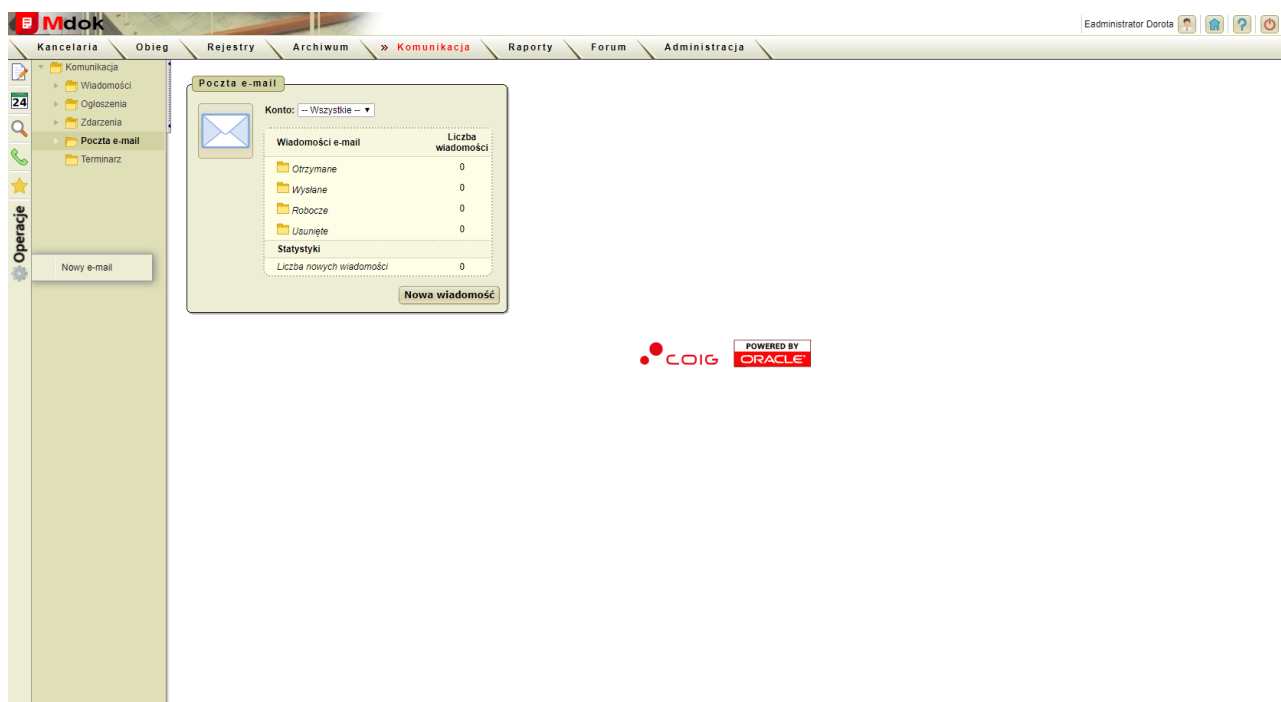 Mdok
Eadministrator Dorota
Kancelaria Obieg Rejestry Archiwum » Komunikacja Raporty Forum Administracja
Komunikacja
Wiadomości
Ogłoszenia
Zdarzenia
Poczta e-mail
Terminarz
24
Operacje
Nowy e-mail
Poczta e-mail
Konto: -- Wszystkie --
Wiadomości e-mail Liczba wiadomości
Otrzymane 0
Wysłane 0
Robocze 0
Usunięte 0
Statystyki
Liczba nowych wiadomości 0
Nowa wiadomość
COIG
POWERED BY
ORACLE